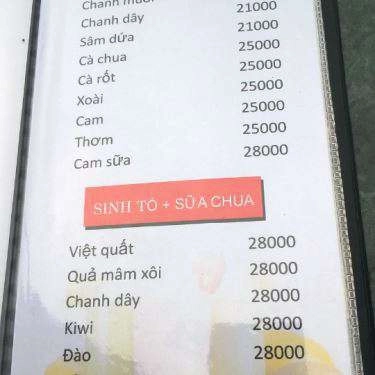 Chanh muối 21000
Chanh dây 21000
Sâm dứa 25000
Cà chua 25000
Cà rốt 25000
Xoài 25000
Cam 25000
Thơm 28000
Cam sữa
SINH TỐ + SỮA CHUA
Việt quất 28000
Quả mâm xôi 28000
Chanh dây 28000
Kiwi 28000
Đào 28000